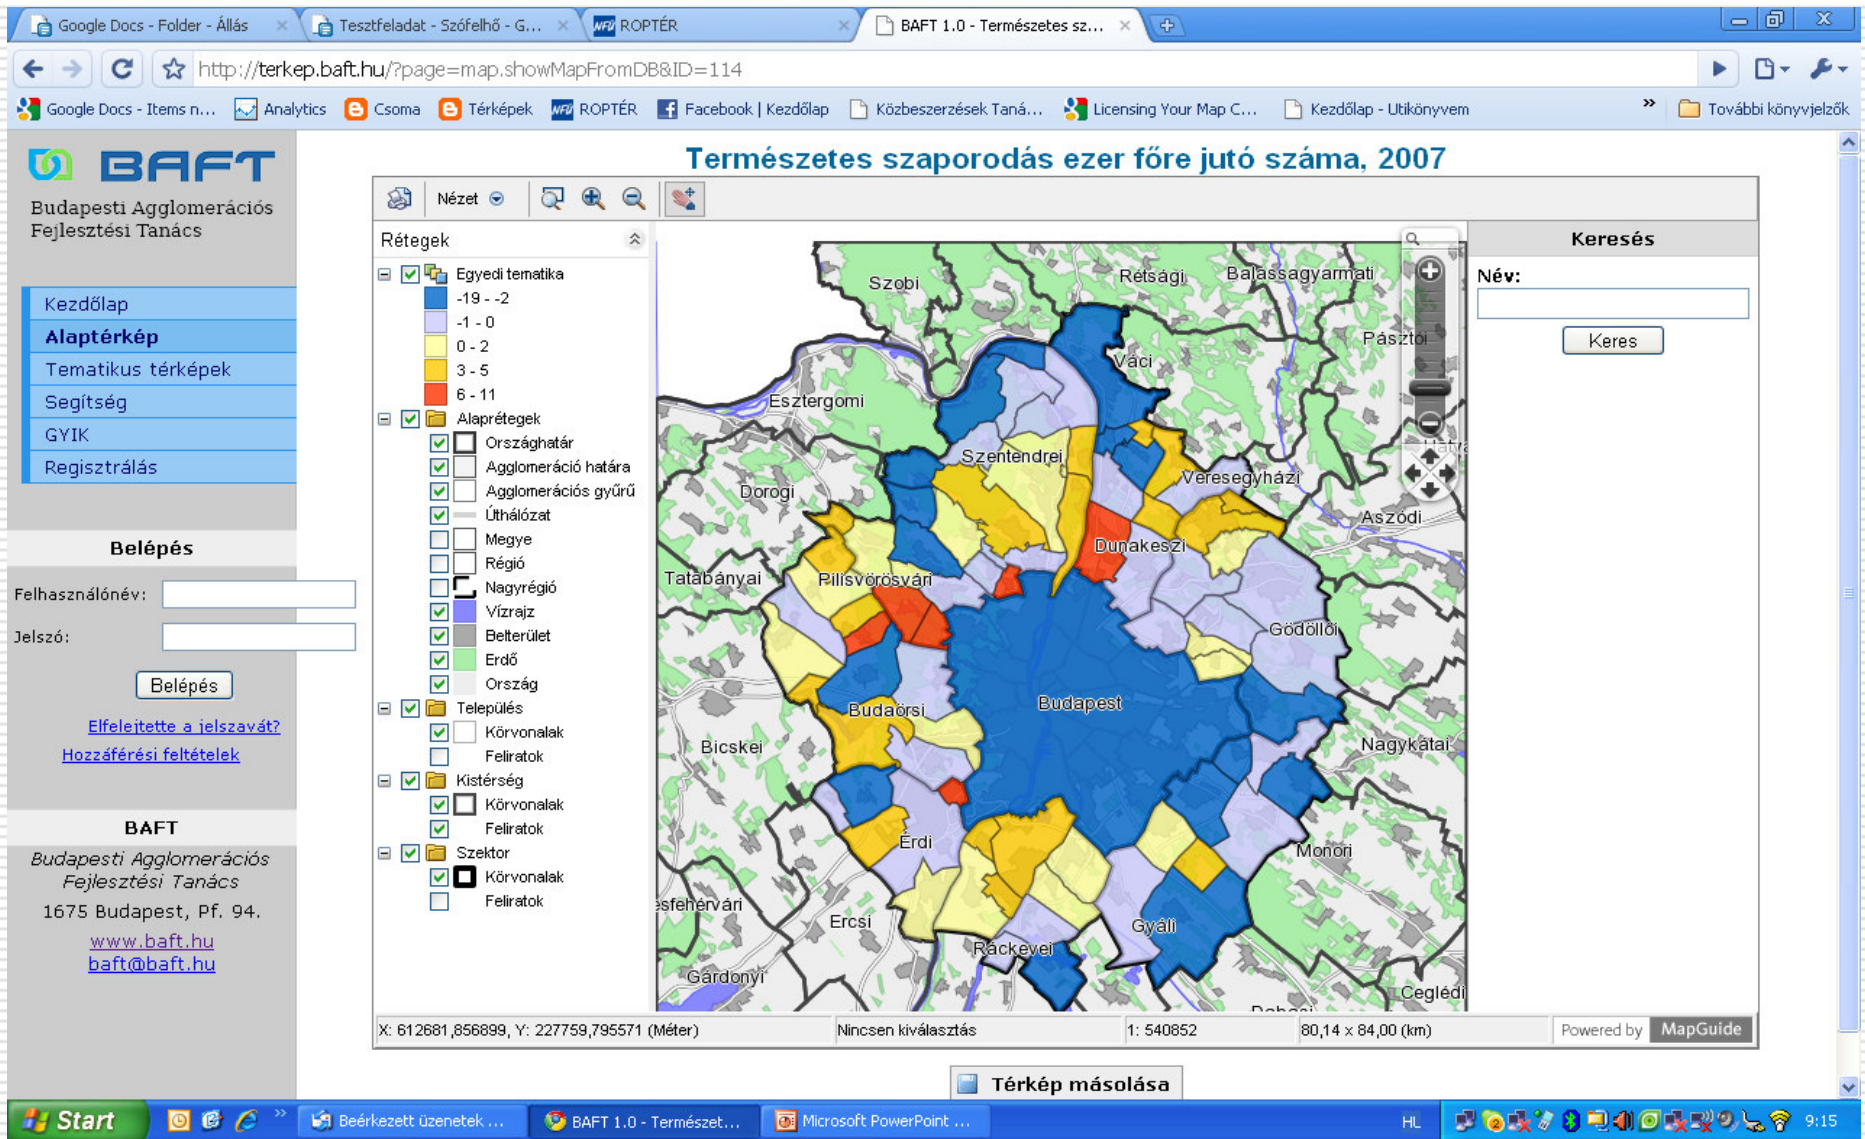 Google Docs - Folder - Állás
Tesztfeladat - Szófelhő - G...
NFÜ ROPTÉR
BAFT 1.0 - Természetes sz...
http://terkep.baft.hu/?page=map.showMapFromDB&ID=114
Google Docs - Items n...
Analytics
Csoma
Térképek
NFÜ ROPTÉR
Facebook | Kezdőlap
Közbeszerzések Taná...
Licensing Your Map C...
Kezdőlap - Utikönyvem
»
További könyvjelzők
BAFT
Budapesti Agglomerációs
Fejlesztési Tanács
Kezdőlap
Alaptérkép
Tematikus térképek
Segítség
GYIK
Regisztrálás
Belépés
Felhasználónév:
Jelszó:
Belépés
Elfelejtette a jelszavát?
Hozzáférési feltételek
BAFT
Budapesti Agglomerációs
Fejlesztési Tanács
1675 Budapest, Pf. 94.
www.baft.hu
baft@baft.hu
Természetes szaporodás ezer főre jutó száma, 2007
Nézet
Rétegek
Egyedi tematika
-19 - -2
-1 - 0
0 - 2
3 - 5
6 - 11
Alaprétegek
Országhatár
Agglomeráció határa
Agglomerációs gyűrű
Úthálózat
Megye
Régió
Nagyrégió
Vízrajz
Belterület
Erdő
Ország
Település
Körvonalak
Feliratok
Kistérség
Körvonalak
Feliratok
Szektor
Körvonalak
Feliratok
Szobi
Rétsági
Balassagyarmati
Pásztói
Váci
Esztergomi
Szentendrei
Veresegyházi
Dorogi
Aszódi
Dunakeszi
Tatabányai
Pilisvörösvári
Gödöllői
Budaörsi
Budapest
Bicskei
Nagykátai
Érdi
Monori
esfehérvári
Ercsi
Gyáli
Ráckevei
Gárdonyi
Ceglédi
Keresés
Név:
Keres
X: 612681,856899, Y: 227759,795571 (Méter)
Nincsen kiválasztás
1: 540852
80,14 x 84,00 (km)
Powered by MapGuide
Térkép másolása
Start
»
Beérkezett üzenetek ...
BAFT 1.0 - Természet...
Microsoft PowerPoint ...
HL
9:15